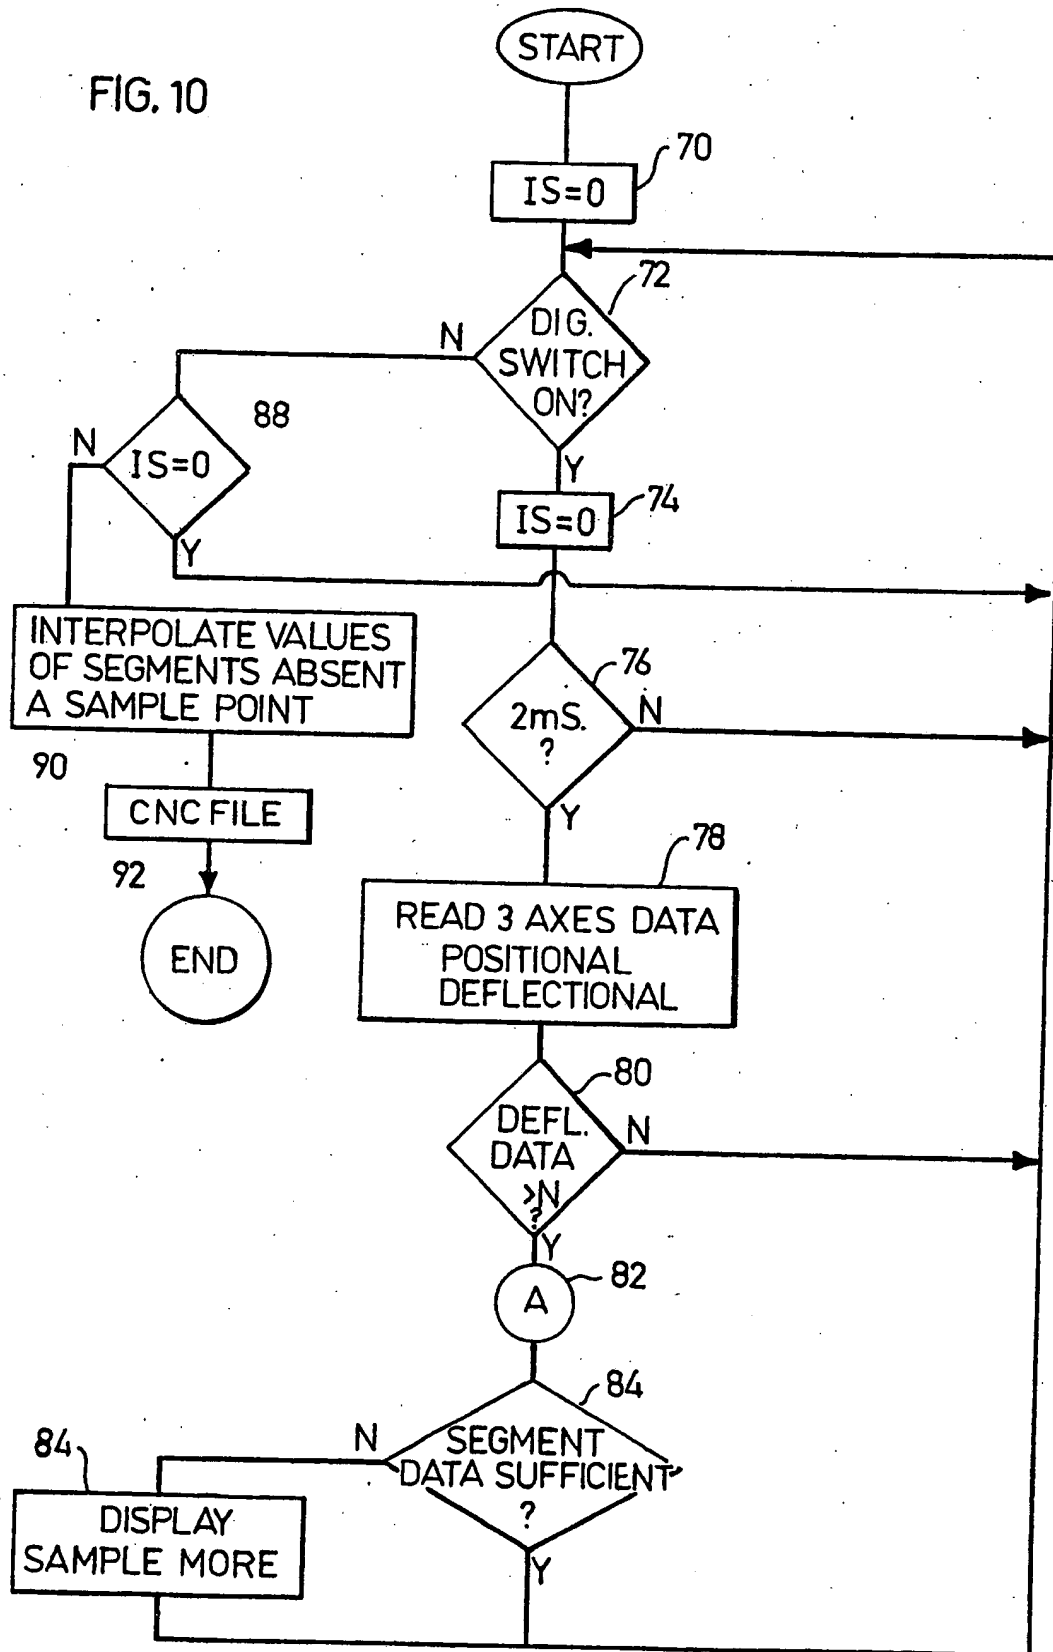 FIG. 10
START
70
IS=0
72
DIG.
SWITCH
ON?
N
Y
88
N
IS=0
Y
74
IS=0
INTERPOLATE VALUES
OF SEGMENTS ABSENT
A SAMPLE POINT
90
CNC FILE
92
END
76
2mS.
?
N
Y
78
READ 3 AXES DATA
POSITIONAL
DEFLECTIONAL
80
DEFL.
DATA
>N
?
N
Y
82
A
84
SEGMENT
DATA SUFFICIENT
?
N
Y
84
DISPLAY
SAMPLE MORE